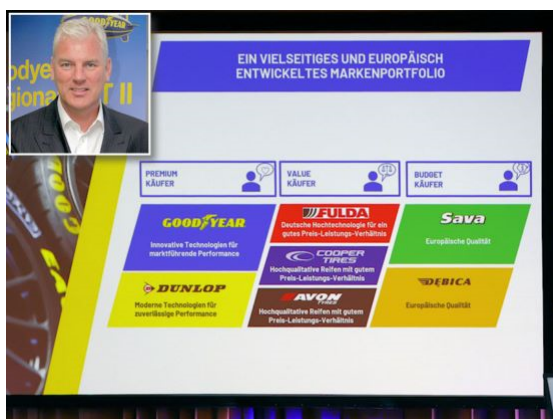 GOODYEAR
EIN VIELSEITIGES UND EUROPÄISCH
ENTWICKELTES MARKENPORTFOLIO
PREMIUM
KÄUFER
VALUE
KÄUFER
BUDGET
KÄUFER
GOODYEAR
Innovative Technologien für
marktführende Performance
DUNLOP
Moderne Technologien für
zuverlässige Performance
FULDA
Deutsche Hochtechnologie für ein
gutes Preis-Leistungs-Verhältnis
COOPER
TIRES
Hochqualitative Reifen mit gutem
Preis-Leistungs-Verhältnis
AVON
TYRES
Hochqualitative Reifen mit gutem
Preis-Leistungs-Verhältnis
Sava
Europäische Qualität
DĘBICA
Europäische Qualität